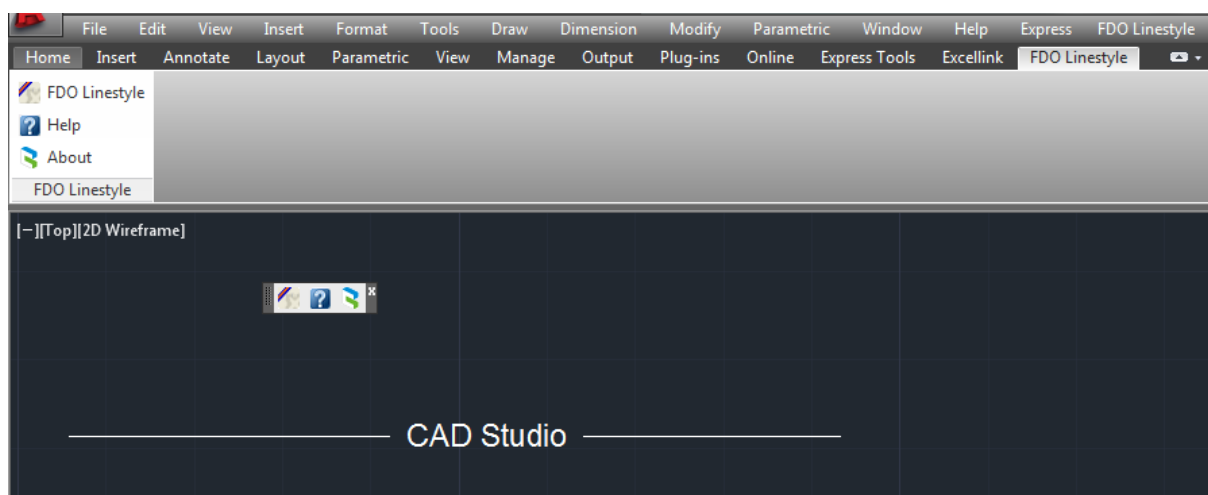 File Edit View Insert Format Tools Draw Dimension Modify Parametric Window Help Express FDO Linestyle
Home Insert Annotate Layout Parametric View Manage Output Plug-ins Online Express Tools Excellink FDO Linestyle
FDO Linestyle
Help
About
FDO Linestyle
[−][Top][2D Wireframe]
CAD Studio